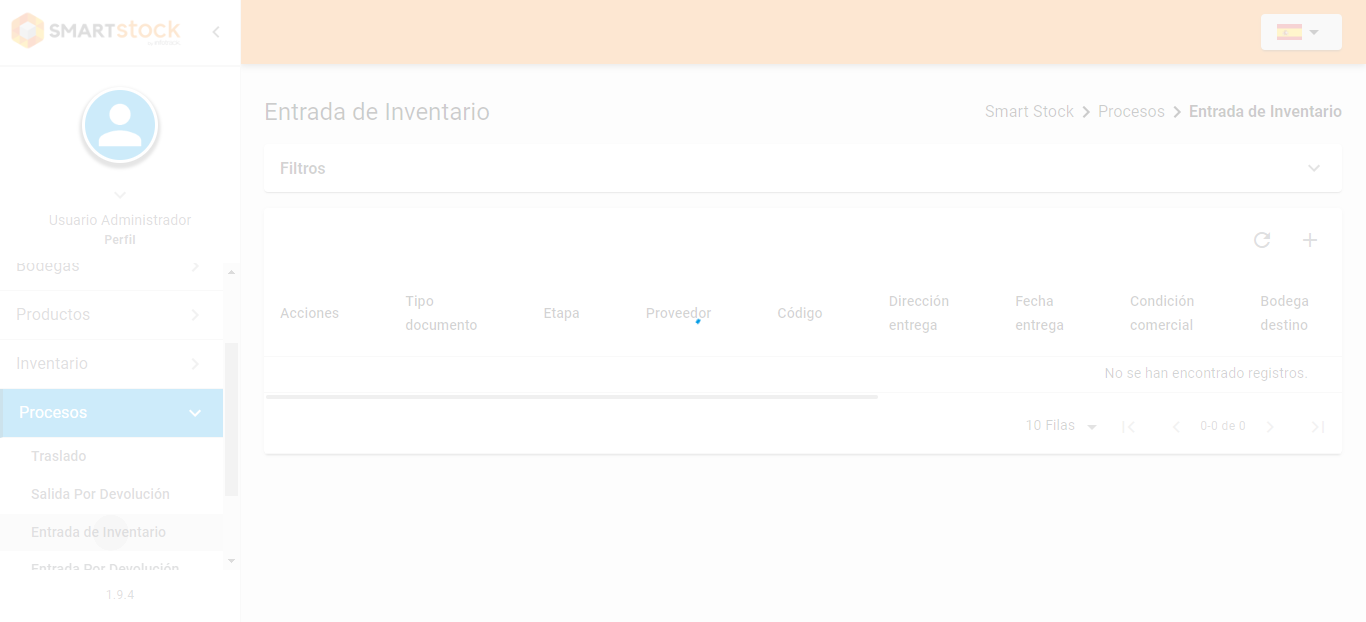 SMARTstock
Usuario Administrador
Perfil
Bodegas
Productos
Inventario
Procesos
Traslado
Salida Por Devolución
Entrada de Inventario
Entrada Por Devolución
1.9.4
Entrada de Inventario
Smart Stock > Procesos > Entrada de Inventario
Filtros
Acciones
Tipo
documento
Etapa
Proveedor
Código
Dirección
entrega
Fecha
entrega
Condición
comercial
Bodega
destino
No se han encontrado registros.
10 Filas
0-0 de 0